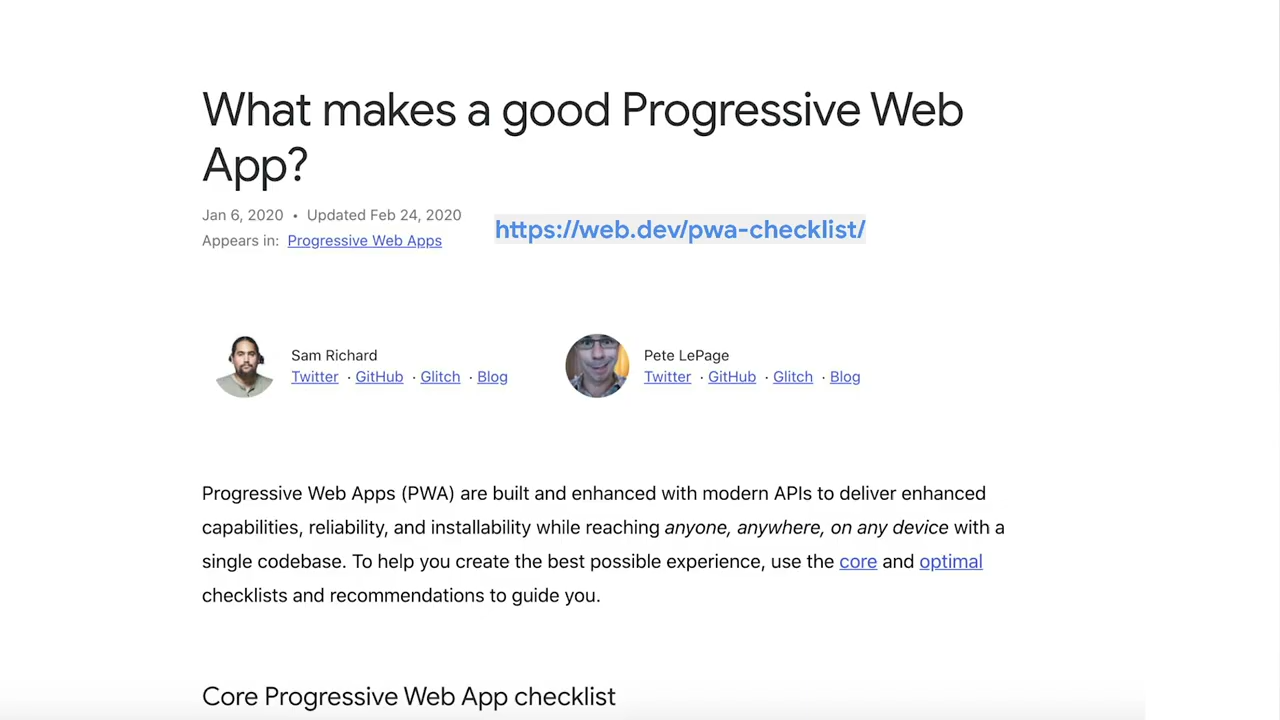 What makes a good Progressive Web
App?
Jan 6, 2020 • Updated Feb 24, 2020
Appears in: Progressive Web Apps
https://web.dev/pwa-checklist/
Sam Richard
Twitter · GitHub · Glitch · Blog
Pete LePage
Twitter · GitHub · Glitch · Blog
Progressive Web Apps (PWA) are built and enhanced with modern APIs to deliver enhanced
capabilities, reliability, and installability while reaching anyone, anywhere, on any device with a
single codebase. To help you create the best possible experience, use the core and optimal
checklists and recommendations to guide you.
Core Progressive Web App checklist